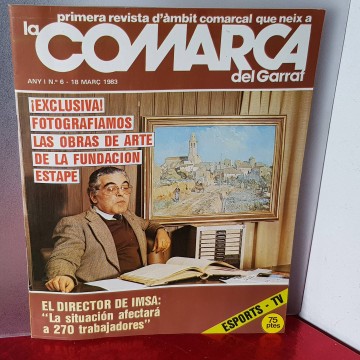 primera revista d'àmbit comarcal que neix a
la COMARCA
del Garraf
ANY I N.º 6 - 18 MARÇ 1983
¡EXCLUSIVA!
FOTOGRAFIAMOS
LAS OBRAS DE ARTE
DE LA FUNDACION
ESTAPE
EL DIRECTOR DE IMSA:
"La situación afectará
a 270 trabajadores"
ESPORTS - TV
75
ptes